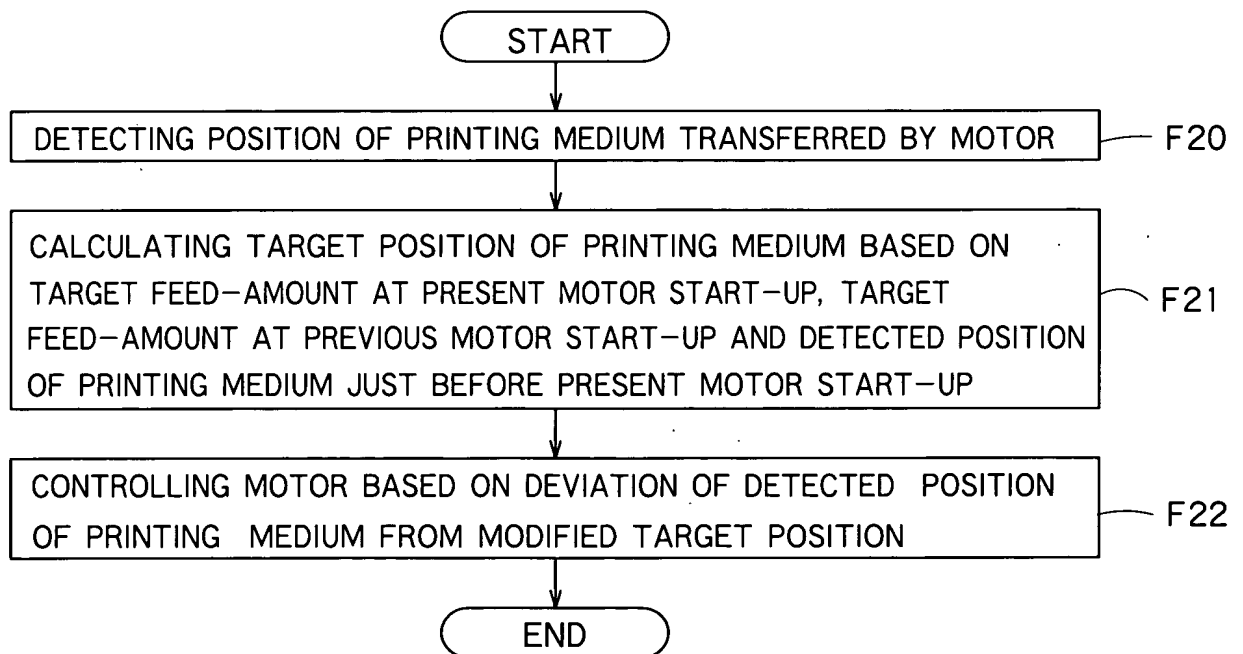 START
DETECTING POSITION OF PRINTING MEDIUM TRANSFERRED BY MOTOR
F20
CALCULATING TARGET POSITION OF PRINTING MEDIUM BASED ON
TARGET FEED-AMOUNT AT PRESENT MOTOR START-UP, TARGET
FEED-AMOUNT AT PREVIOUS MOTOR START-UP AND DETECTED POSITION
OF PRINTING MEDIUM JUST BEFORE PRESENT MOTOR START-UP
F21
CONTROLLING MOTOR BASED ON DEVIATION OF DETECTED POSITION
OF PRINTING MEDIUM FROM MODIFIED TARGET POSITION
F22
END